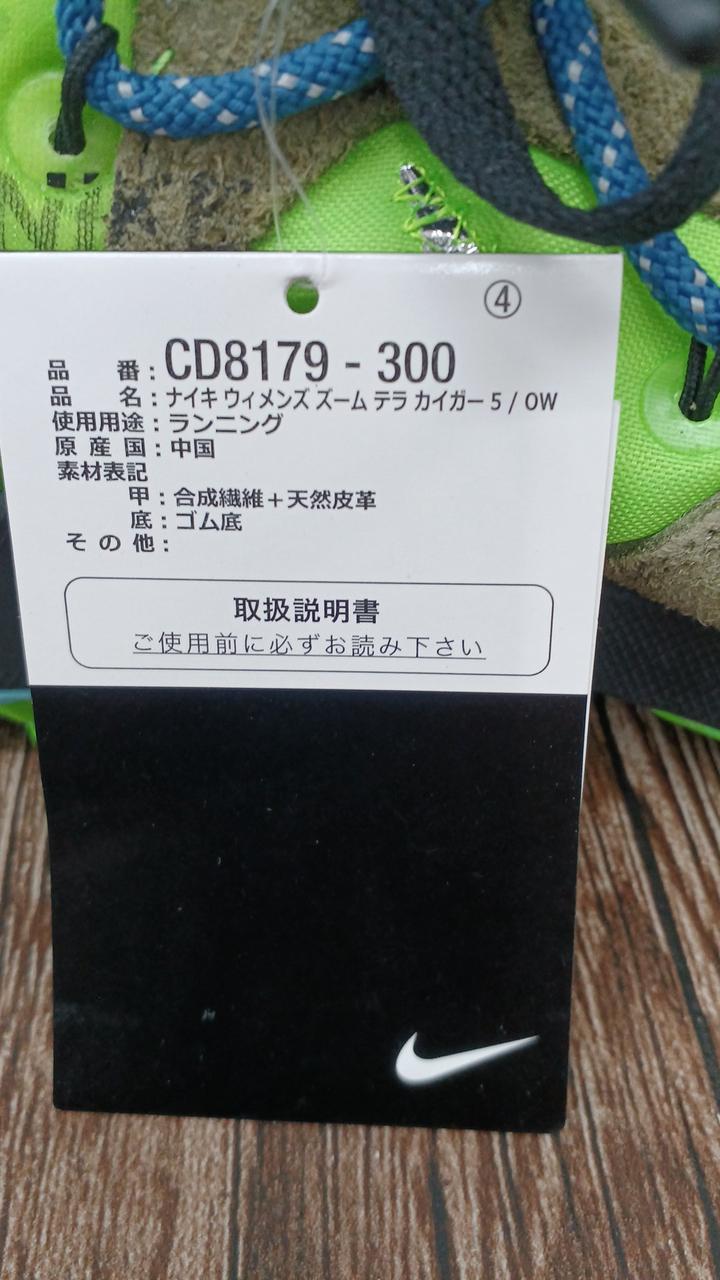 ④
品番：CD8179 - 300
品名：ナイキ ウィメンズ ズーム テラ カイガー 5 / OW
使用用途：ランニング
原産国：中国
素材表記
甲：合成繊維＋天然皮革
底：ゴム底
その他：
取扱説明書
ご使用前に必ずお読み下さい